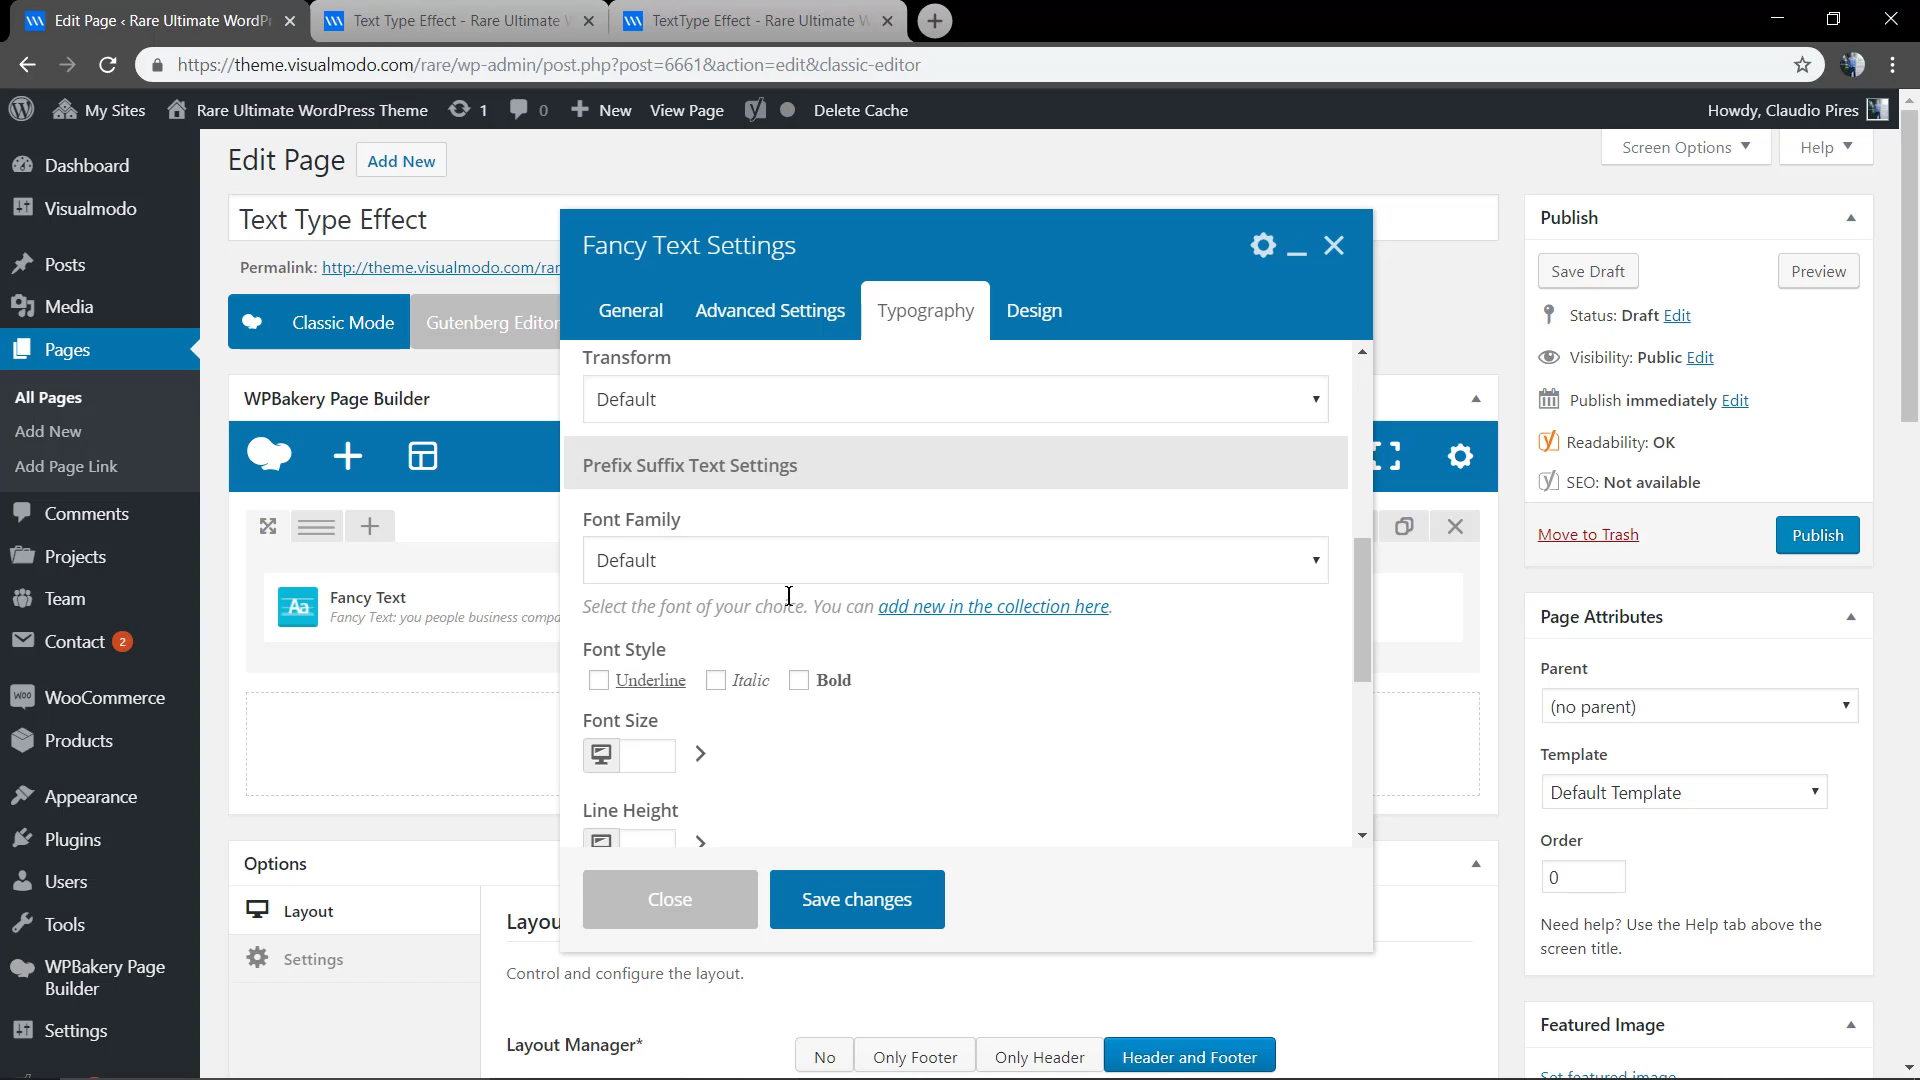 Edit Page ‹ Rare Ultimate WordP
Text Type Effect - Rare Ultimate
TextType Effect - Rare Ultimate W
https://theme.visualmodo.com/rare/wp-admin/post.php?post=6661&action=edit&classic-editor
My Sites
Rare Ultimate WordPress Theme
1
0
New
View Page
Delete Cache
Howdy, Claudio Pires
Dashboard
Visualmodo
Posts
Media
Pages
All Pages
Add New
Add Page Link
Comments
Projects
Team
Contact 2
WooCommerce
Products
Appearance
Plugins
Users
Tools
WPBakery Page
Builder
Settings
Edit Page
Add New
Screen Options
Help
Text Type Effect
Permalink: http://theme.visualmodo.com/rar
Classic Mode
Gutenberg Editor
WPBakery Page Builder
Aa
Fancy Text
Fancy Text: you people business compa
Options
Layout
Settings
Layou
Control and configure the layout.
Layout Manager*
No
Only Footer
Only Header
Header and Footer
Fancy Text Settings
General
Advanced Settings
Typography
Design
Transform
Default
Prefix Suffix Text Settings
Font Family
Default
Select the font of your choice. You can add new in the collection here.
Font Style
Underline
Italic
Bold
Font Size
Line Height
Close
Save changes
Publish
Save Draft
Preview
Status: Draft Edit
Visibility: Public Edit
Publish immediately Edit
Readability: OK
SEO: Not available
Move to Trash
Publish
Page Attributes
Parent
(no parent)
Template
Default Template
Order
0
Need help? Use the Help tab above the
screen title.
Featured Image
Set featured image